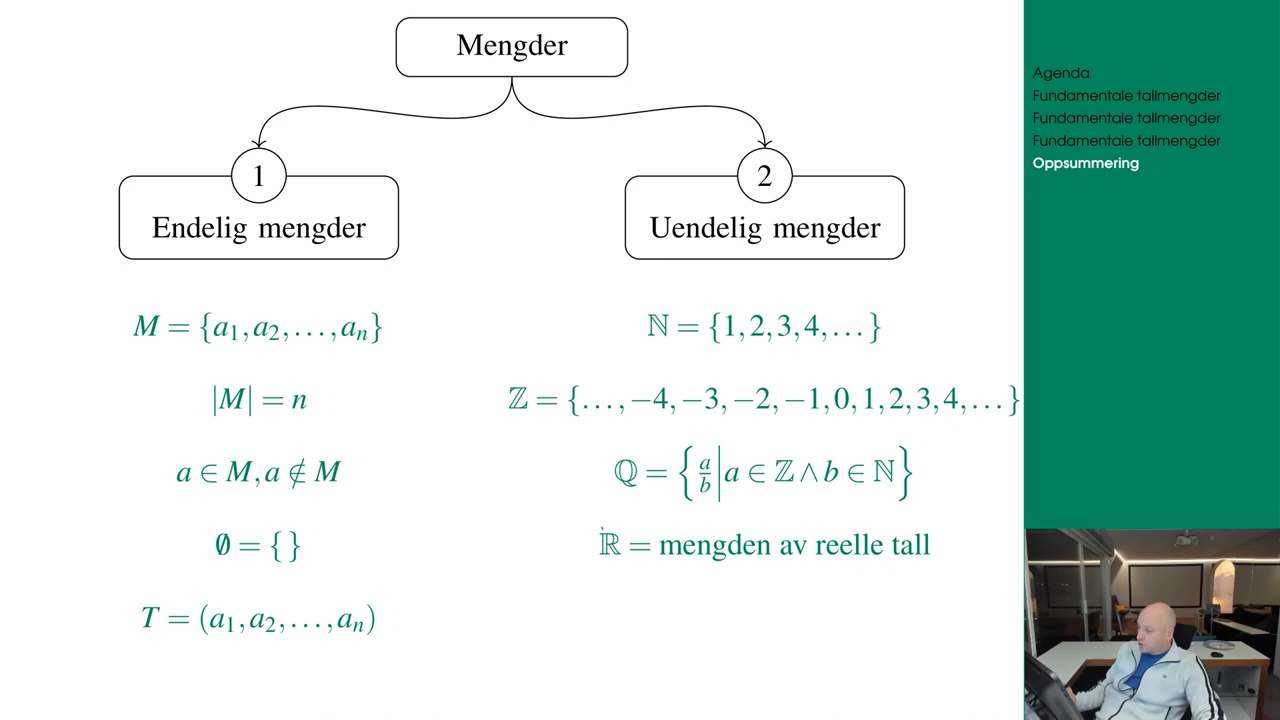 Mengder
1
Endelig mengder
2
Uendelig mengder
M = {a₁, a₂, …, aₙ}
|M| = n
a ∈ M, a ∉ M
∅ = { }
T = (a₁, a₂, …, aₙ)
ℕ = {1, 2, 3, 4, …}
ℤ = {…, −4, −3, −2, −1, 0, 1, 2, 3, 4, …}
ℚ = {a/b | a ∈ ℤ ∧ b ∈ ℕ}
ℝ = mengden av reelle tall
Agenda
Fundamentale tallmengder
Fundamentale tallmengder
Fundamentale tallmengder
Oppsummering